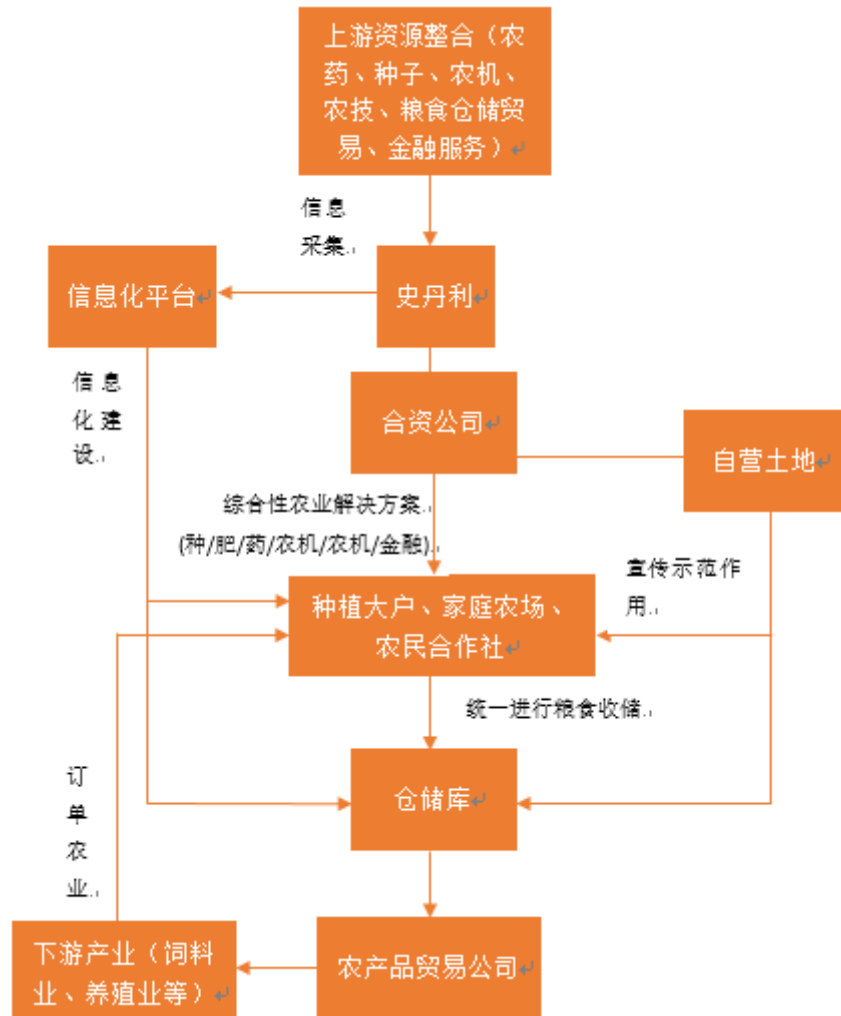 上游资源整合（农
药、种子、农机、
农技、粮食仓储贸
易、金融服务）
信息
采集.
信息化平台
史丹利
信息
化建
设.
合资公司
自营土地
综合性农业解决方案.
(种/肥/药/农机/农机/金融).
宣传示范作
用.
种植大户、家庭农场、
农民合作社
统一进行粮食收储.
仓储库
订
单
农
业.
下游产业（饲料
业、养殖业等）
农产品贸易公司